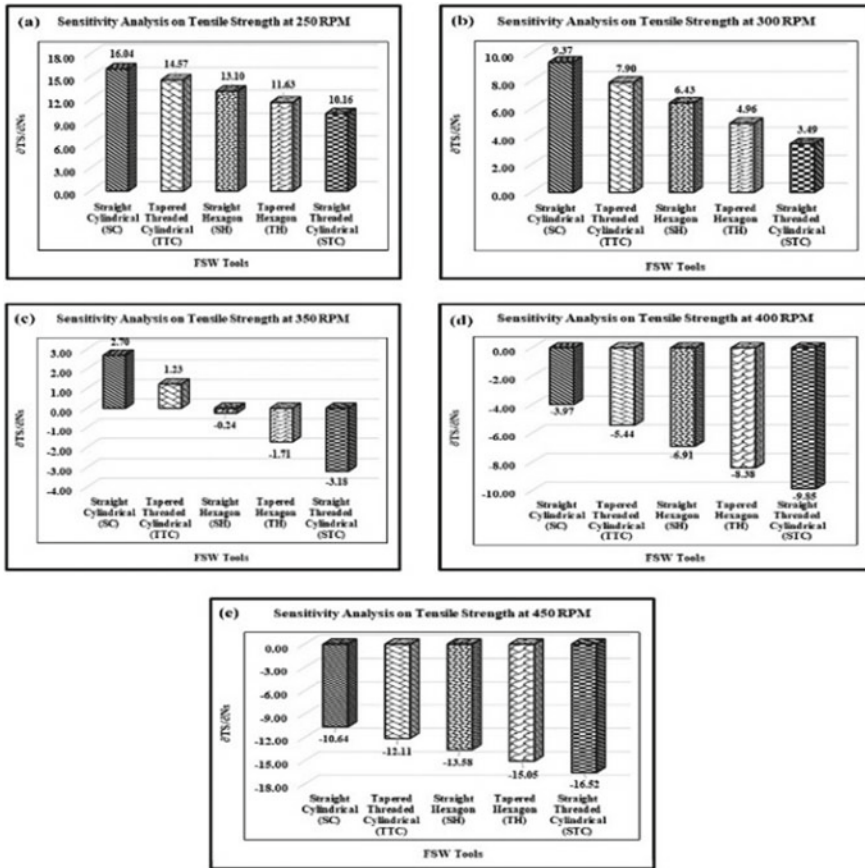 (a) Sensitivity Analysis on Tensile Strength at 250 RPM
18.00
15.00
12.00
9.00
6.00
3.00
0.00
∂TS/∂Ns
16.04
14.57
13.10
11.63
10.16
Straight Cylindrical (SC)
Tapered Threaded Cylindrical (TTC)
Straight Hexagon (SH)
Tapered Hexagon (TH)
Straight Threaded Cylindrical (STC)
FSW Tools
(b) Sensitivity Analysis on Tensile Strength at 300 RPM
10.00
8.00
6.00
4.00
2.00
0.00
∂TS/∂Ns
9.37
7.90
6.43
4.96
3.49
Straight Cylindrical (SC)
Tapered Threaded Cylindrical (TTC)
Straight Hexagon (SH)
Tapered Hexagon (TH)
Straight Threaded Cylindrical (STC)
FSW Tools
(c) Sensitivity Analysis on Tensile Strength at 350 RPM
3.00
2.00
1.00
0.00
-1.00
-2.00
-3.00
-4.00
∂TS/∂Ns
2.70
1.23
-0.24
-1.71
-3.18
Straight Cylindrical (SC)
Tapered Threaded Cylindrical (TTC)
Straight Hexagon (SH)
Tapered Hexagon (TH)
Straight Threaded Cylindrical (STC)
FSW Tools
(d) Sensitivity Analysis on Tensile Strength at 400 RPM
0.00
-2.00
-4.00
-6.00
-8.00
-10.00
∂TS/∂Ns
-3.97
-5.44
-6.91
-8.38
-9.85
Straight Cylindrical (SC)
Tapered Threaded Cylindrical (TTC)
Straight Hexagon (SH)
Tapered Hexagon (TH)
Straight Threaded Cylindrical (STC)
FSW Tools
(e) Sensitivity Analysis on Tensile Strength at 450 RPM
0.00
-3.00
-6.00
-9.00
-12.00
-15.00
-18.00
∂TS/∂Ns
-10.64
-12.11
-13.58
-15.05
-16.52
Straight Cylindrical (SC)
Tapered Threaded Cylindrical (TTC)
Straight Hexagon (SH)
Tapered Hexagon (TH)
Straight Threaded Cylindrical (STC)
FSW Tools